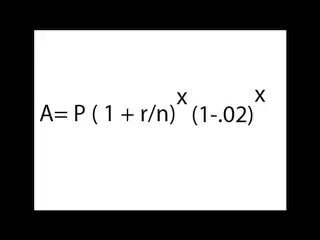 A= P ( 1 + r/n)^x (1-.02)^x